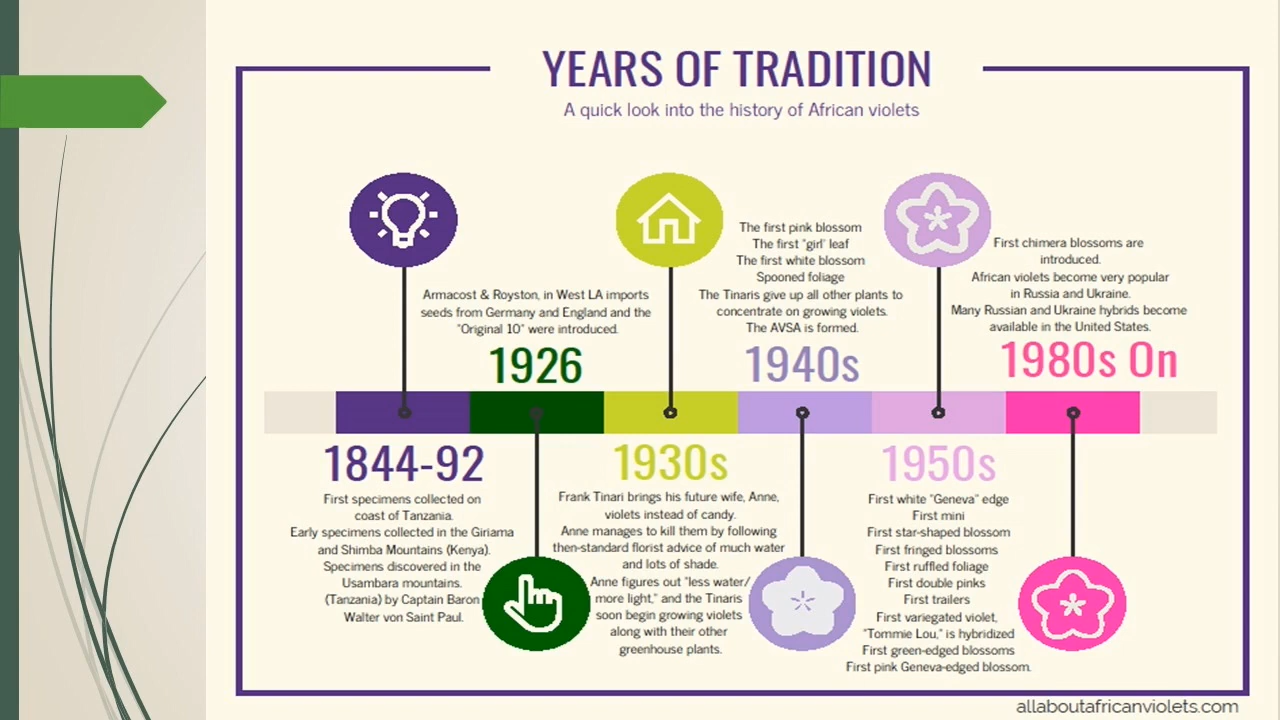 YEARS OF TRADITION
A quick look into the history of African violets
Armacost & Royston, in West LA imports
seeds from Germany and England and the
"Original 10" were introduced.
1926
The first pink blossom
The first "girl' leaf
The first white blossom
Spooned foliage
The Tinaris give up all other plants to
concentrate on growing violets.
The AVSA is formed.
1940s
First chimera blossoms are
introduced.
African violets become very popular
in Russia and Ukraine.
Many Russian and Ukraine hybrids become
available in the United States.
1980s On
1844-92
First specimens collected on
coast of Tanzania.
Early specimens collected in the Giriama
and Shimba Mountains (Kenya).
Specimens discovered in the
Usambara mountains.
(Tanzania) by Captain Baron
Walter von Saint Paul.
1930s
Frank Tinari brings his future wife, Anne,
violets instead of candy.
Anne manages to kill them by following
then-standard florist advice of much water
and lots of shade.
Anne figures out "less water/
more light," and the Tinaris
soon begin growing violets
along with their other
greenhouse plants.
1950s
First white "Geneva" edge
First mini
First star-shaped blossom
First fringed blossoms
First ruffled foliage
First double pinks
First trailers
First variegated violet,
"Tommie Lou," is hybridized
First green-edged blossoms
First pink Geneva-edged blossom.
allaboutafricanviolets.com